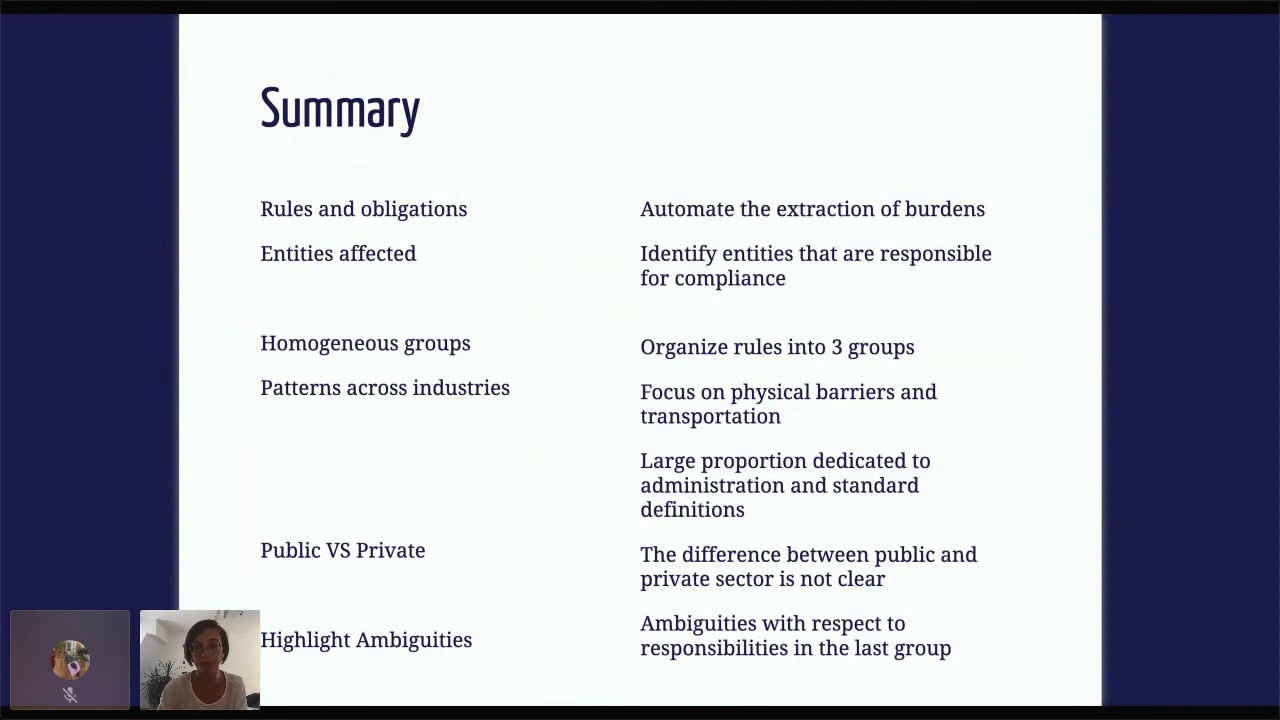 Summary
Rules and obligations
Entities affected
Homogeneous groups
Patterns across industries
Public VS Private
Highlight Ambiguities
Automate the extraction of burdens
Identify entities that are responsible
for compliance
Organize rules into 3 groups
Focus on physical barriers and
transportation
Large proportion dedicated to
administration and standard
definitions
The difference between public and
private sector is not clear
Ambiguities with respect to
responsibilities in the last group